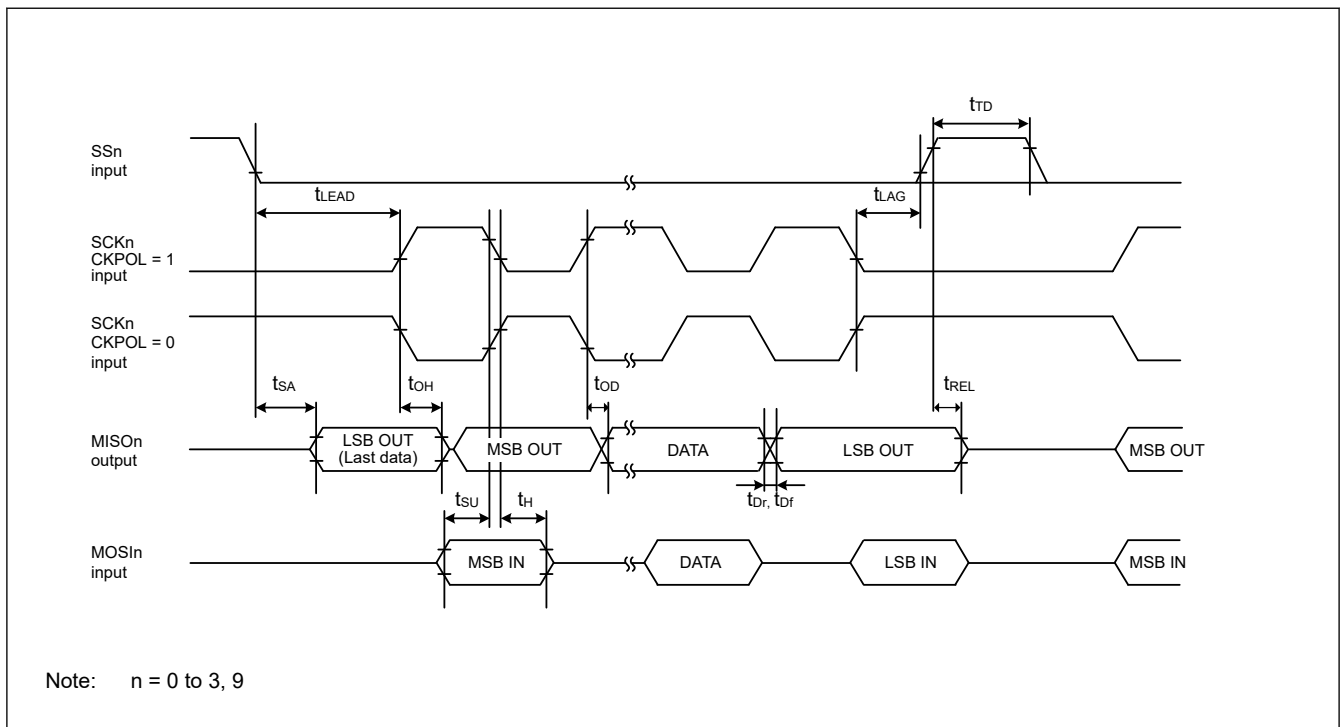 tTD
SSn
input
tLEAD
tLAG
SCKn
CKPOL = 1
input
SCKn
CKPOL = 0
input
tSA
tOH
tOD
tREL
MISOn
output
LSB OUT
(Last data)
MSB OUT
DATA
LSB OUT
MSB OUT
tSU
tH
tDr, tDf
MOSIn
input
MSB IN
DATA
LSB IN
MSB IN
Note: n = 0 to 3, 9